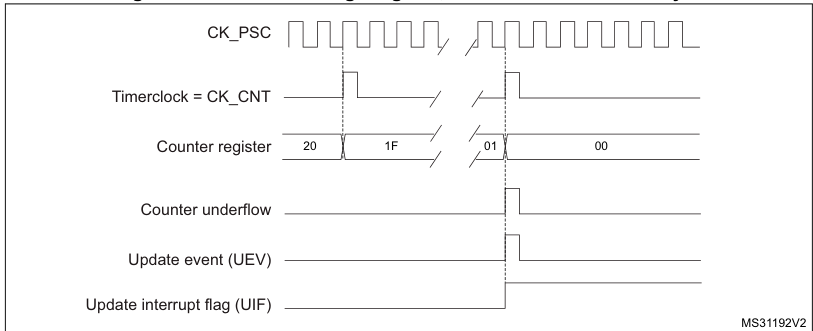 CK_PSC
Timerclock = CK_CNT
Counter register 20 1F 01 00
Counter underflow
Update event (UEV)
Update interrupt flag (UIF)
MS31192V2